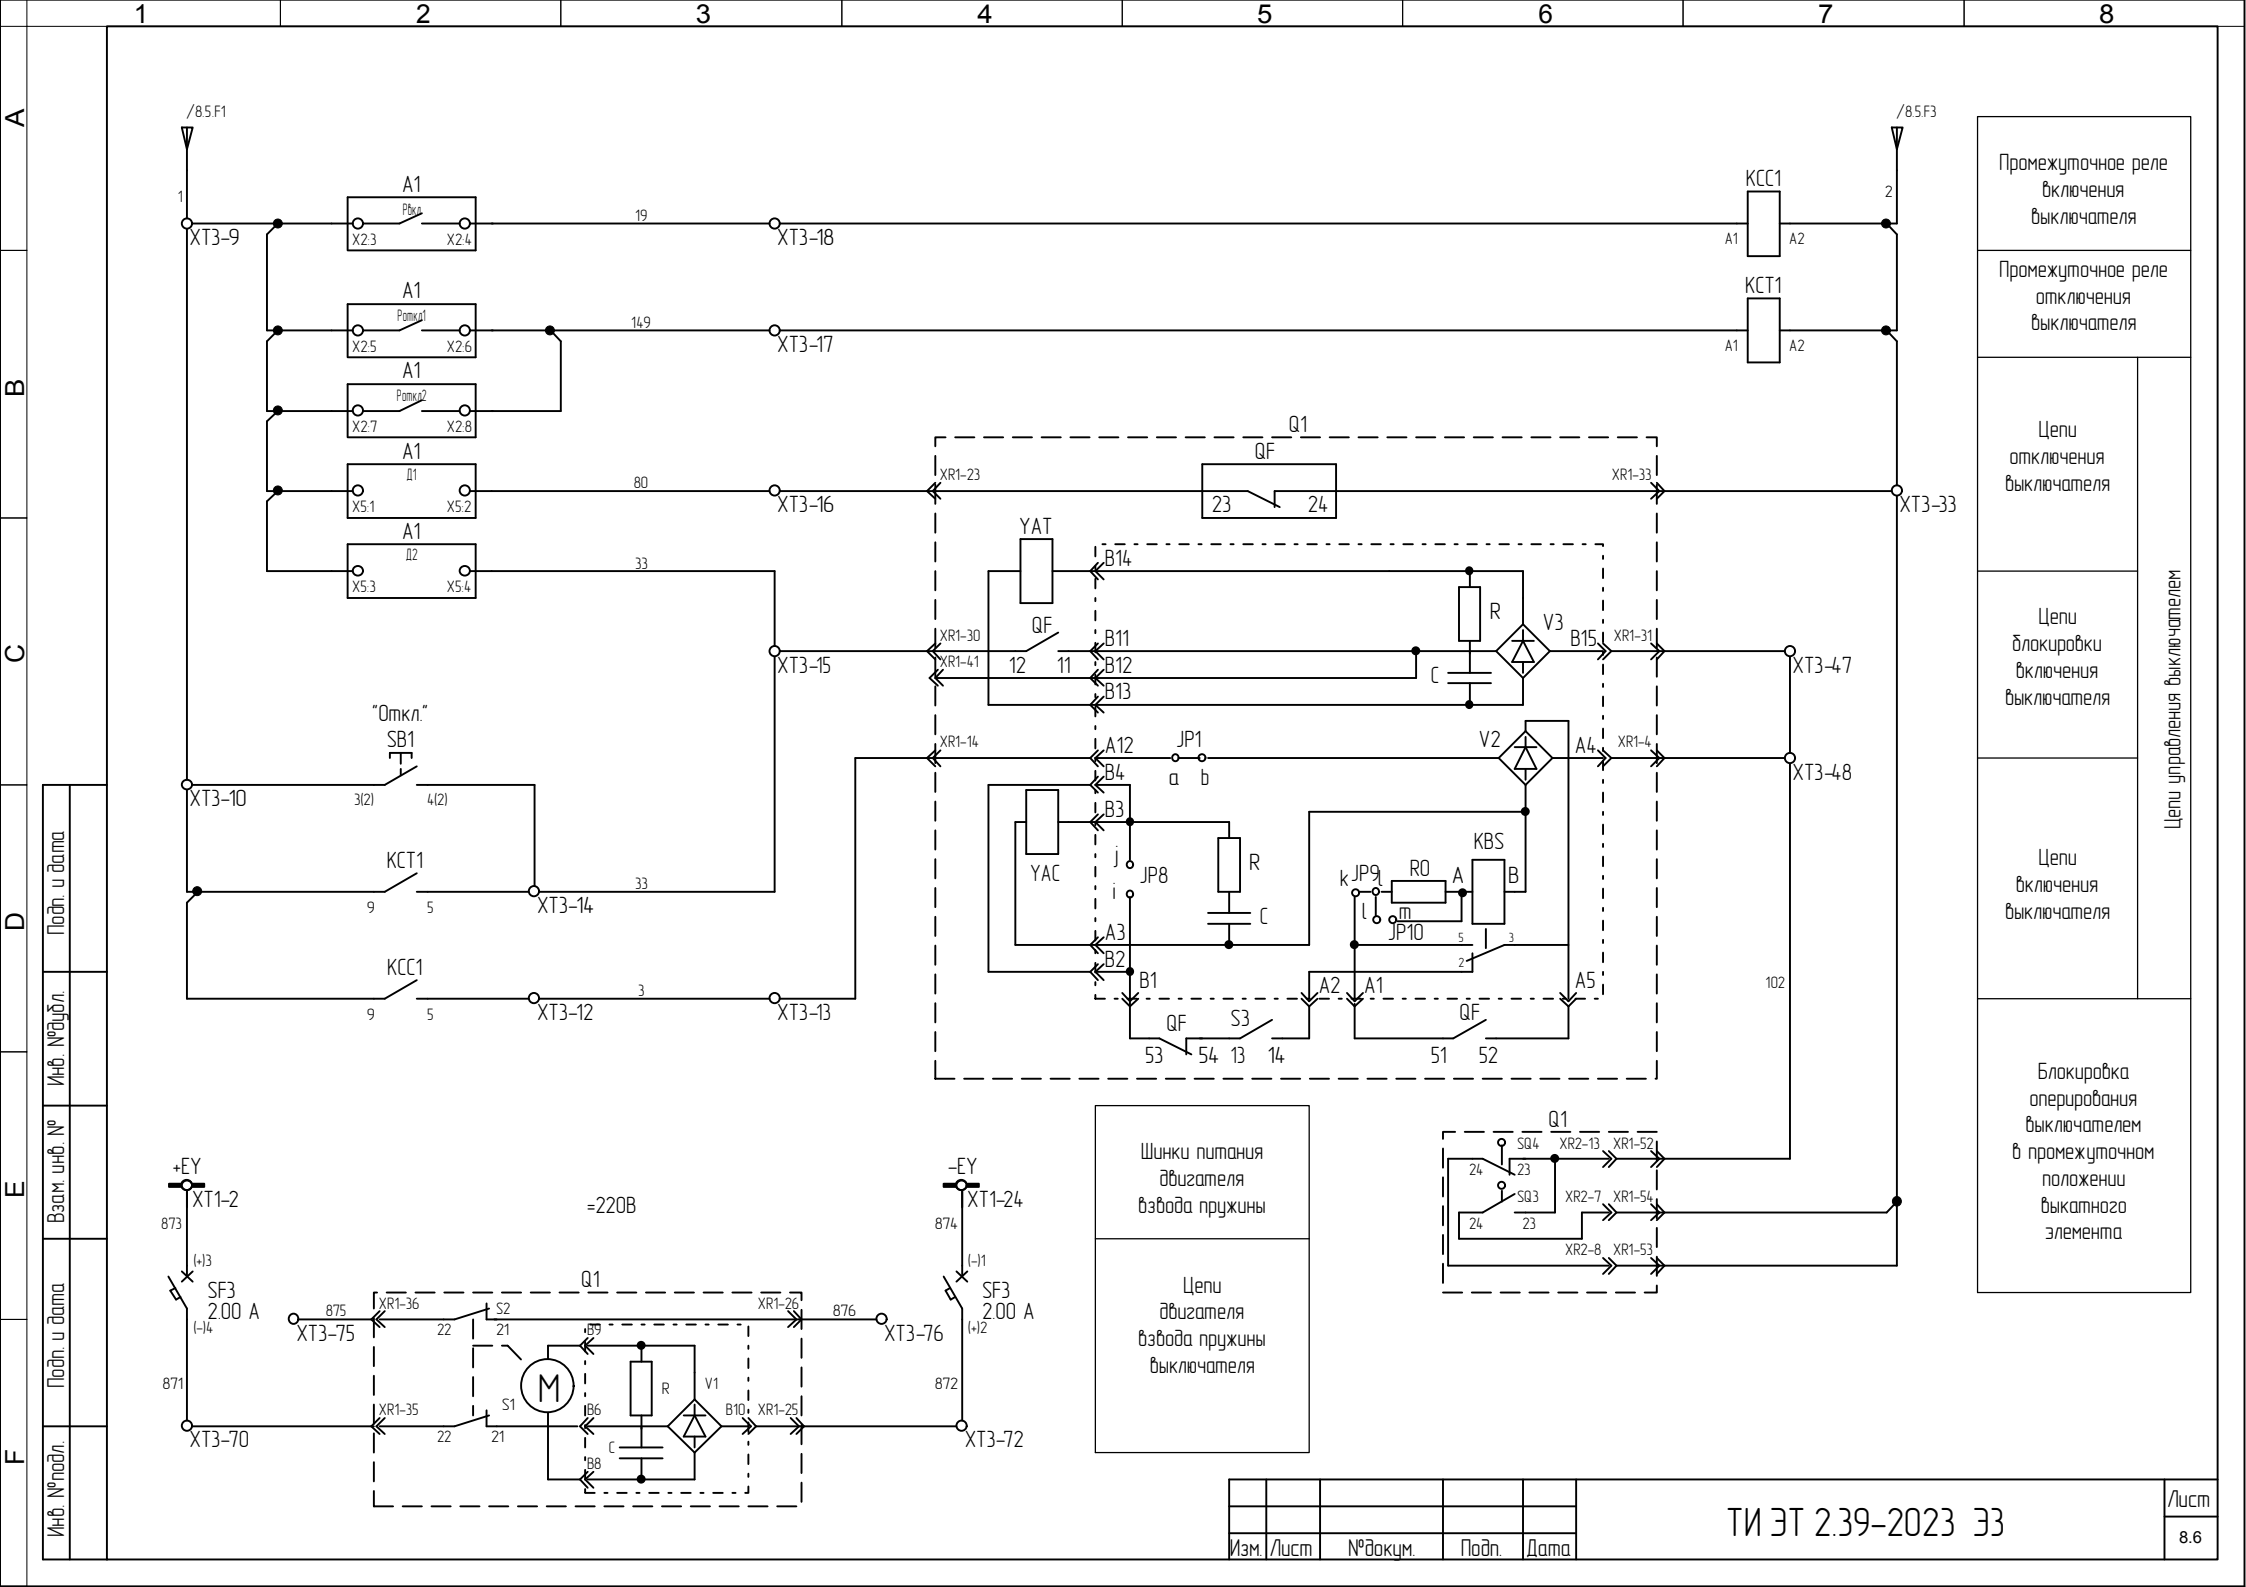 1 2 3 4 5 6 7 8
A
B
C
D
E
F
/8.5.F1
/8.5.F3
1
2
XT3-9
A1
Рвкл
X2:3 X2:4
19
XT3-18
KCC1
A1 A2
A1
Роткл1
X2:5 X2:6
149
XT3-17
KCT1
A1 A2
A1
Роткл2
X2:7 X2:8
A1
Д1
X5:1 X5:2
80
XT3-16
A1
Д2
X5:3 X5:4
33
XT3-15
XT3-33
Q1
XR1-23
QF
23 24
XR1-33
YAT
B14
R
V3
XR1-30
QF
12 11
B11
B15
XR1-31
XT3-47
XR1-41
B12
C
B13
XR1-14
A12
JP1
a b
V2
A4
XR1-4
XT3-48
B4
B3
YAC
j
i
JP8
R
C
A3
B2
B1
KBS
k
JP9
l
R0
A
B
l
m
JP10
5 3
2
A2
A1
A5
QF
53 54
S3
13 14
QF
51 52
"Откл."
SB1
XT3-10
3(2) 4(2)
KCT1
9 5
XT3-14
33
KCC1
9 5
XT3-12
3
XT3-13
102
Q1
SQ4
24 23
XR2-13 XR1-52
SQ3
24 23
XR2-7 XR1-54
XR2-8 XR1-53
+EY
XT1-2
873
(+)3
SF3
2.00 А
(-)4
871
XT3-70
=220В
-EY
XT1-24
874
(-)1
SF3
2.00 А
(+)2
872
XT3-72
XT3-75
875
XR1-36
Q1
S2
22 21
XR1-26
876
XT3-76
B9
M
R
V1
XR1-35
S1
22 21
B6
B10
XR1-25
C
B8
Промежуточное реле
включения
выключателя
Промежуточное реле
отключения
выключателя
Цепи
отключения
выключателя
Цепи
блокировки
включения
выключателя
Цепи
включения
выключателя
Цепи управления выключателем
Блокировка
оперирования
выключателем
в промежуточном
положении
выкатного
элемента
Шинки питания
двигателя
взвода пружины
Цепи
двигателя
взвода пружины
выключателя
Подп. и дата
Инв. №дубл.
Взам. инв. №
Подп. и дата
Инв. №подл.
Изм. Лист №докум. Подп. Дата
ТИ ЭТ 2.39-2023 Э3
Лист
8.6